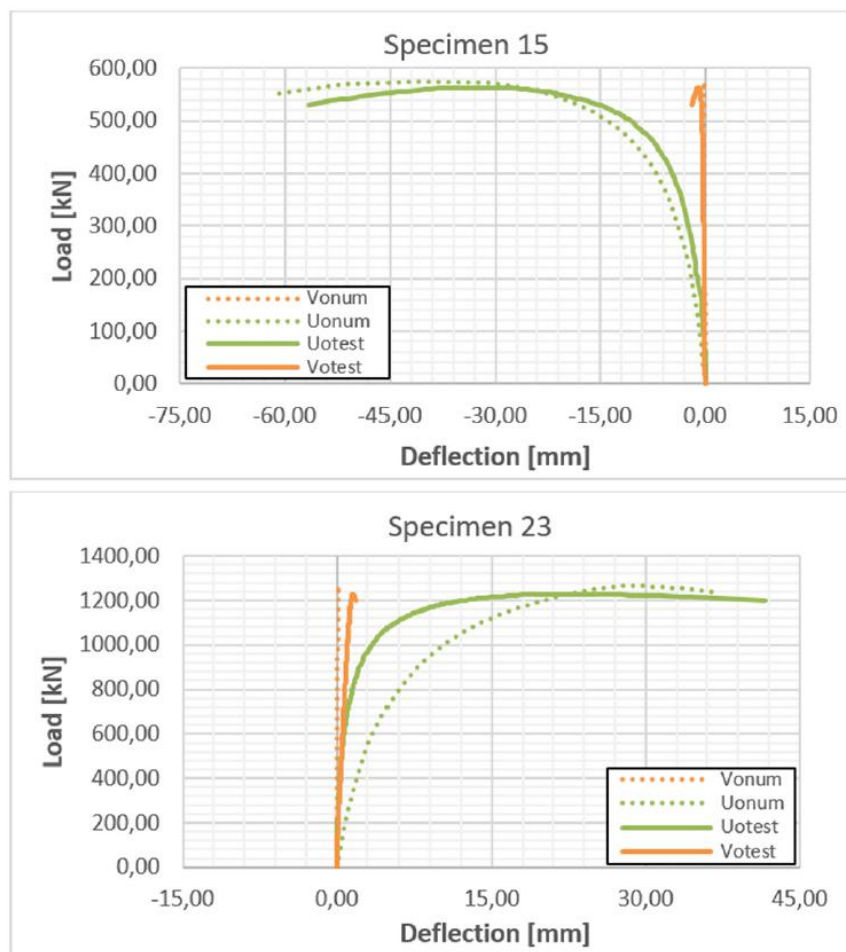 Specimen 15
600,00
500,00
400,00
300,00
200,00
100,00
0,00
Load [kN]
Vonum
Uonum
Uotest
Votest
-75,00 -60,00 -45,00 -30,00 -15,00 0,00 15,00
Deflection [mm]
Specimen 23
1400,00
1200,00
1000,00
800,00
600,00
400,00
200,00
0,00
Load [kN]
Vonum
Uonum
Uotest
Votest
-15,00 0,00 15,00 30,00 45,00
Deflection [mm]